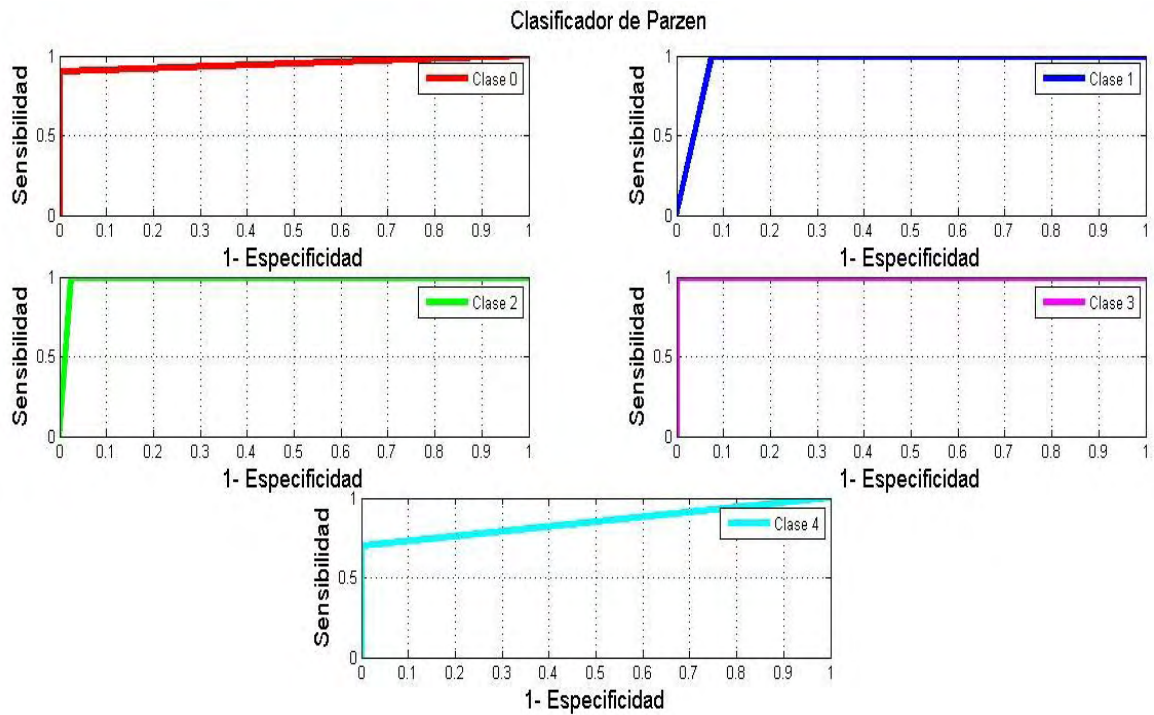 Clasificador de Parzen
Sensibilidad
1
0.5
0
Clase 0
0 0.1 0.2 0.3 0.4 0.5 0.6 0.7 0.8 0.9 1
1- Especificidad
Sensibilidad
1
0.5
0
Clase 1
0 0.1 0.2 0.3 0.4 0.5 0.6 0.7 0.8 0.9 1
1- Especificidad
Sensibilidad
1
0.5
0
Clase 2
0 0.1 0.2 0.3 0.4 0.5 0.6 0.7 0.8 0.9 1
1- Especificidad
Sensibilidad
1
0.5
0
Clase 3
0 0.1 0.2 0.3 0.4 0.5 0.6 0.7 0.8 0.9 1
1- Especificidad
Sensibilidad
1
0.5
0
Clase 4
0 0.1 0.2 0.3 0.4 0.5 0.6 0.7 0.8 0.9 1
1- Especificidad